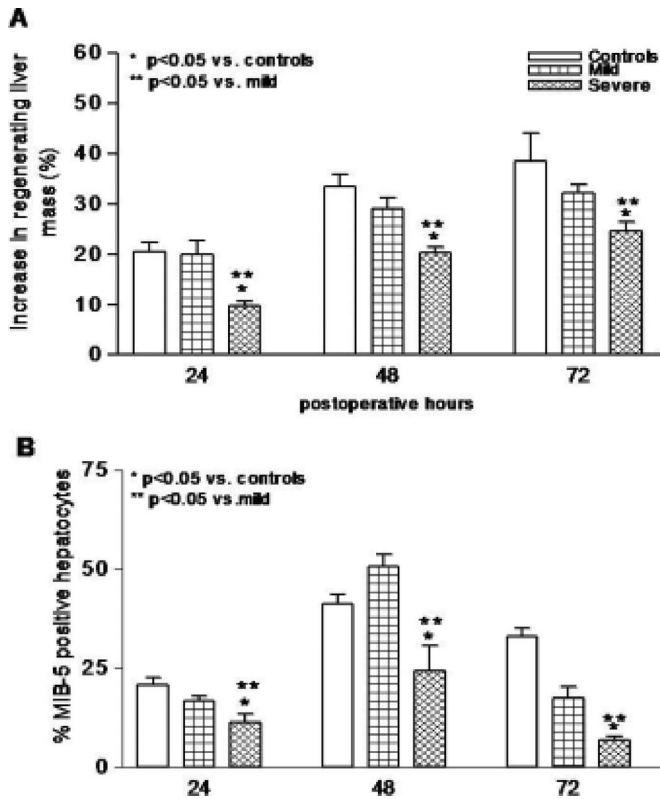 A
* p<0.05 vs. controls
** p<0.05 vs. mild
Controls
Mild
Severe
Increase in regenerating liver
mass (%)
60
50
40
30
20
10
0
**
*
**
*
**
*
24
48
72
postoperative hours
B
* p<0.05 vs. controls
** p<0.05 vs.mild
% MIB-5 positive hepatocytes
75
50
25
0
**
*
**
*
**
*
24
48
72